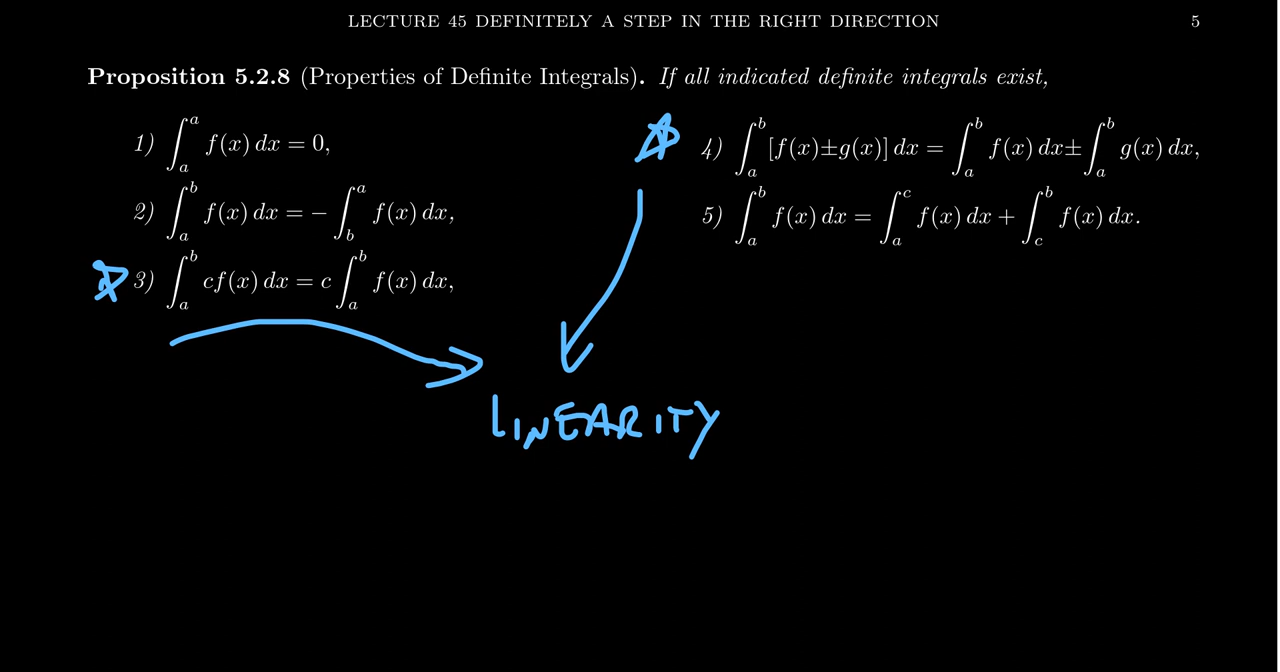 LECTURE 45 DEFINITELY A STEP IN THE RIGHT DIRECTION 5
Proposition 5.2.8 (Properties of Definite Integrals). If all indicated definite integrals exist,
1) ∫_a^a f(x) dx = 0,
2) ∫_a^b f(x) dx = − ∫_b^a f(x) dx,
3) ∫_a^b cf(x) dx = c ∫_a^b f(x) dx,
4) ∫_a^b [f(x)±g(x)] dx = ∫_a^b f(x) dx± ∫_a^b g(x) dx,
5) ∫_a^b f(x) dx = ∫_a^c f(x) dx + ∫_c^b f(x) dx.
LINEARITY